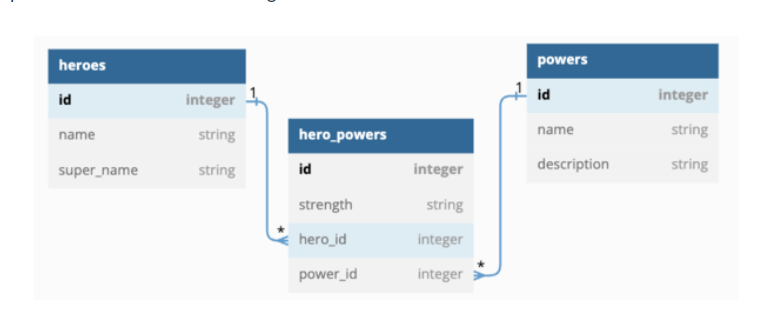 heroes
id integer
name string
super_name string
1
*
hero_powers
id integer
strength string
hero_id integer
power_id integer
*
1
powers
id integer
name string
description string